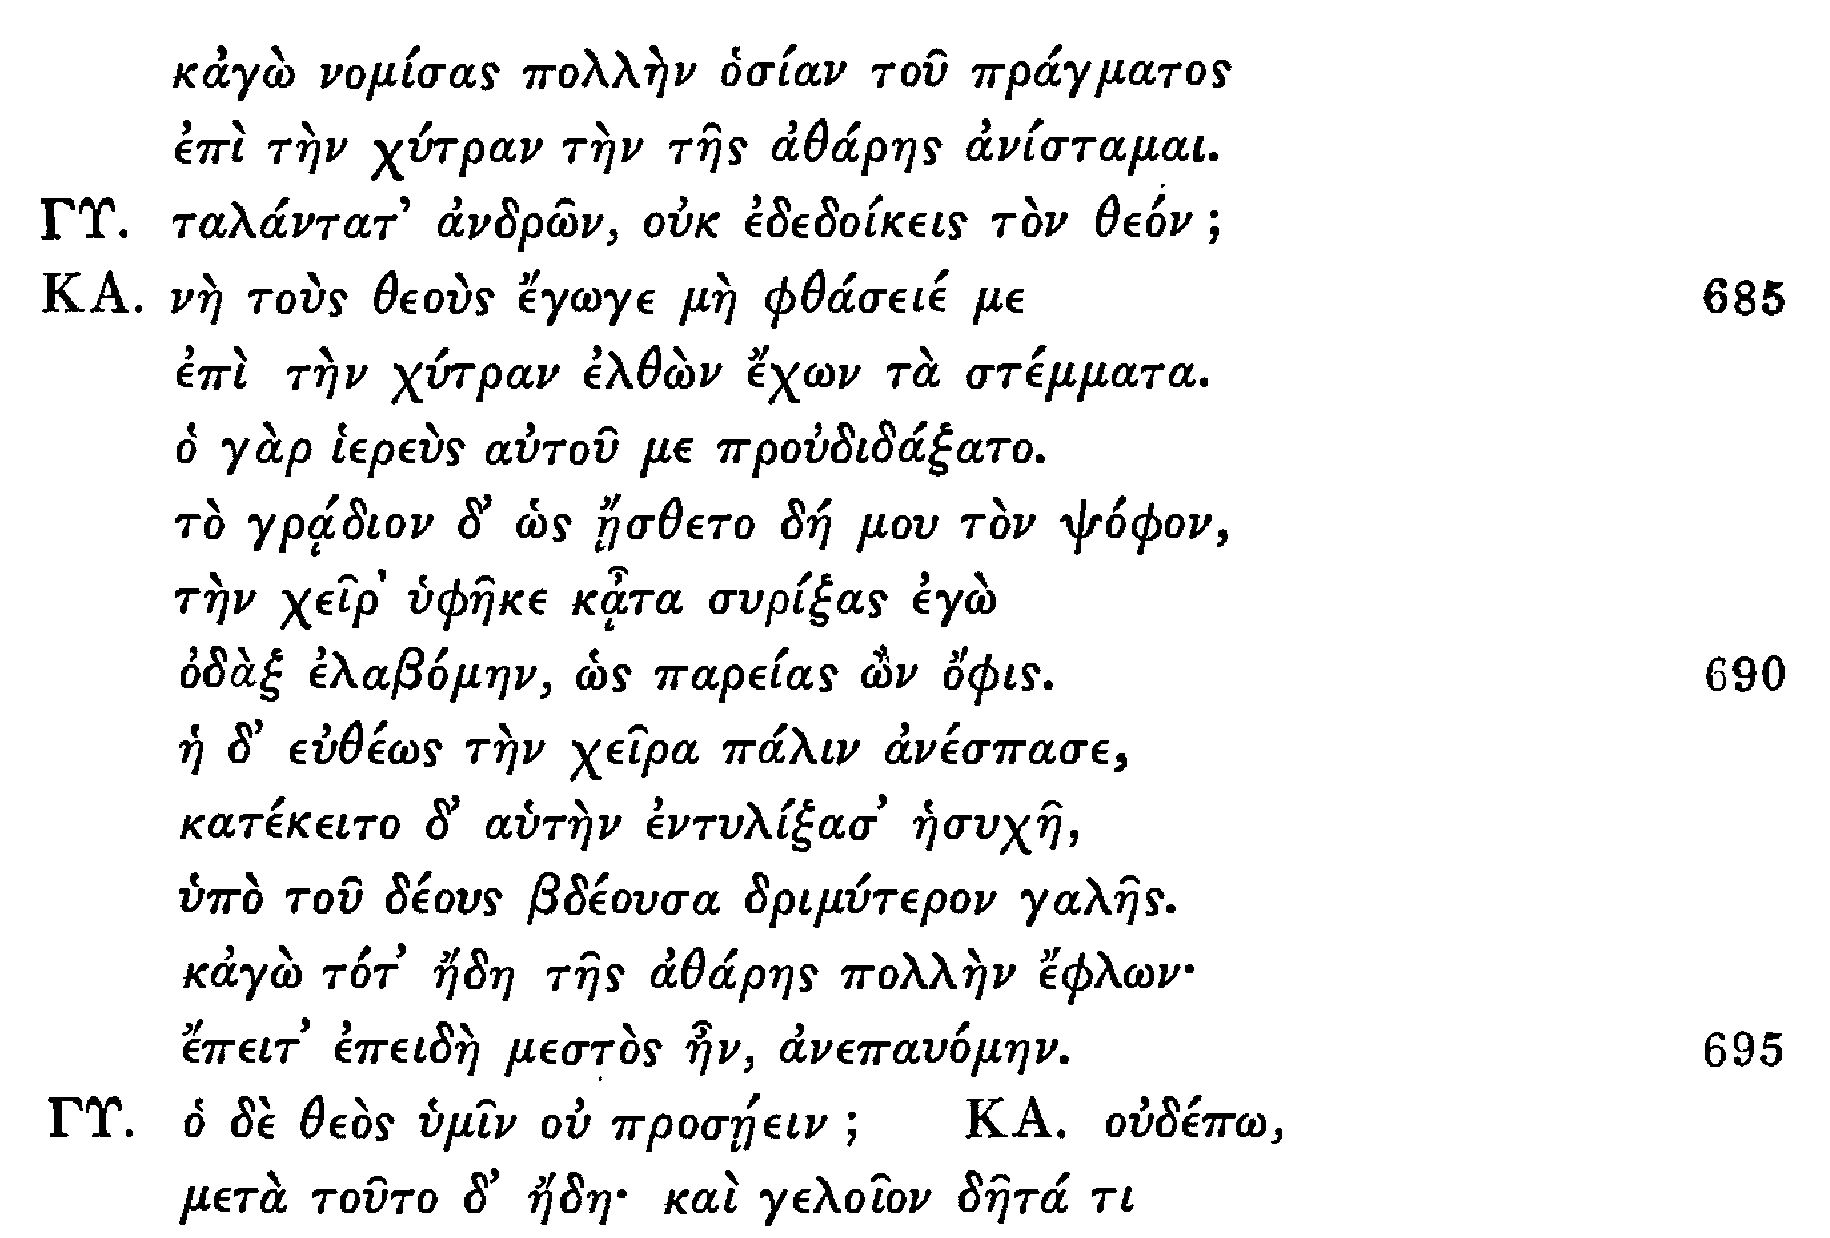 κἀγὼ νομίσας πολλὴν ὁσίαν τοῦ πράγματος
ἐπὶ τὴν χύτραν τὴν τῆς ἀθάρης ἀνίσταμαι.
ΓΥ. ταλάντατ’ ἀνδρῶν, οὐκ ἐδεδοίκεις τὸν θεόν ;
ΚΑ. νὴ τοὺς θεοὺς ἔγωγε μὴ φθάσειέ με 685
ἐπὶ τὴν χύτραν ἐλθὼν ἔχων τὰ στέμματα.
ὁ γὰρ ἱερεὺς αὐτοῦ με προὐδιδάξατο.
τὸ γρᾴδιον δ’ ὡς ᾔσθετο δή μου τὸν ψόφον,
τὴν χεῖρ’ ὑφῆκε κᾆτα συρίξας ἐγὼ
ὀδὰξ ἐλαβόμην, ὡς παρείας ὢν ὄφις. 690
ἡ δ’ εὐθέως τὴν χεῖρα πάλιν ἀνέσπασε,
κατέκειτο δ’ αὑτὴν ἐντυλίξασ’ ἡσυχῆ,
ὑπὸ τοῦ δέους βδέουσα δριμύτερον γαλῆς.
κἀγὼ τότ’ ἤδη τῆς ἀθάρης πολλὴν ἔφλων·
ἔπειτ’ ἐπειδὴ μεστὸς ἦν, ἀνεπαυόμην. 695
ΓΥ. ὁ δὲ θεὸς ὑμῖν οὐ προσῄειν ; ΚΑ. οὐδέπω,
μετὰ τοῦτο δ’ ἤδη· καὶ γελοῖον δῆτά τι